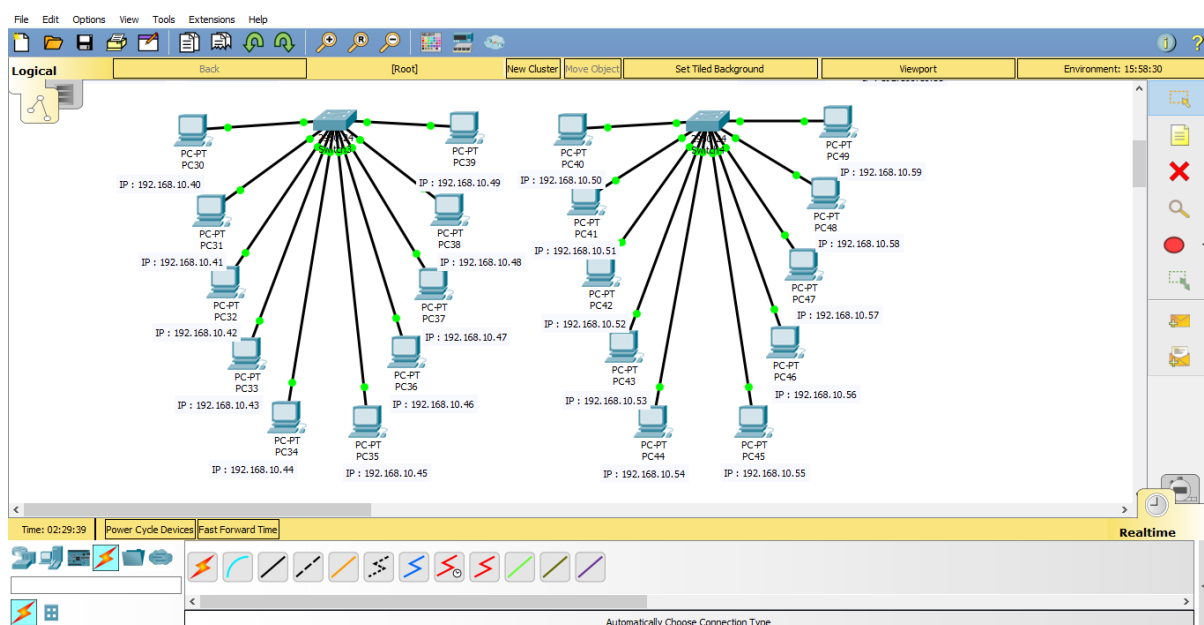 File Edit Options View Tools Extensions Help
Logical Back [Root] New Cluster Move Object Set Tiled Background Viewport Environment: 15:58:30
PC-PT
PC30
IP : 192.168.10.40
PC-PT
PC31
IP : 192.168.10.41
PC-PT
PC32
IP : 192.168.10.42
PC-PT
PC33
IP : 192.168.10.43
PC-PT
PC34
IP : 192.168.10.44
PC-PT
PC35
IP : 192.168.10.45
PC-PT
PC36
IP : 192.168.10.46
PC-PT
PC37
IP : 192.168.10.47
PC-PT
PC38
IP : 192.168.10.48
PC-PT
PC39
IP : 192.168.10.49
PC-PT
PC40
IP : 192.168.10.50
PC-PT
PC41
IP : 192.168.10.51
PC-PT
PC42
IP : 192.168.10.52
PC-PT
PC43
IP : 192.168.10.53
PC-PT
PC44
IP : 192.168.10.54
PC-PT
PC45
IP : 192.168.10.55
PC-PT
PC46
IP : 192.168.10.56
PC-PT
PC47
IP : 192.168.10.57
PC-PT
PC48
IP : 192.168.10.58
PC-PT
PC49
IP : 192.168.10.59
Time: 02:29:39 Power Cycle Devices Fast Forward Time Realtime
Automatically Choose Connection Type